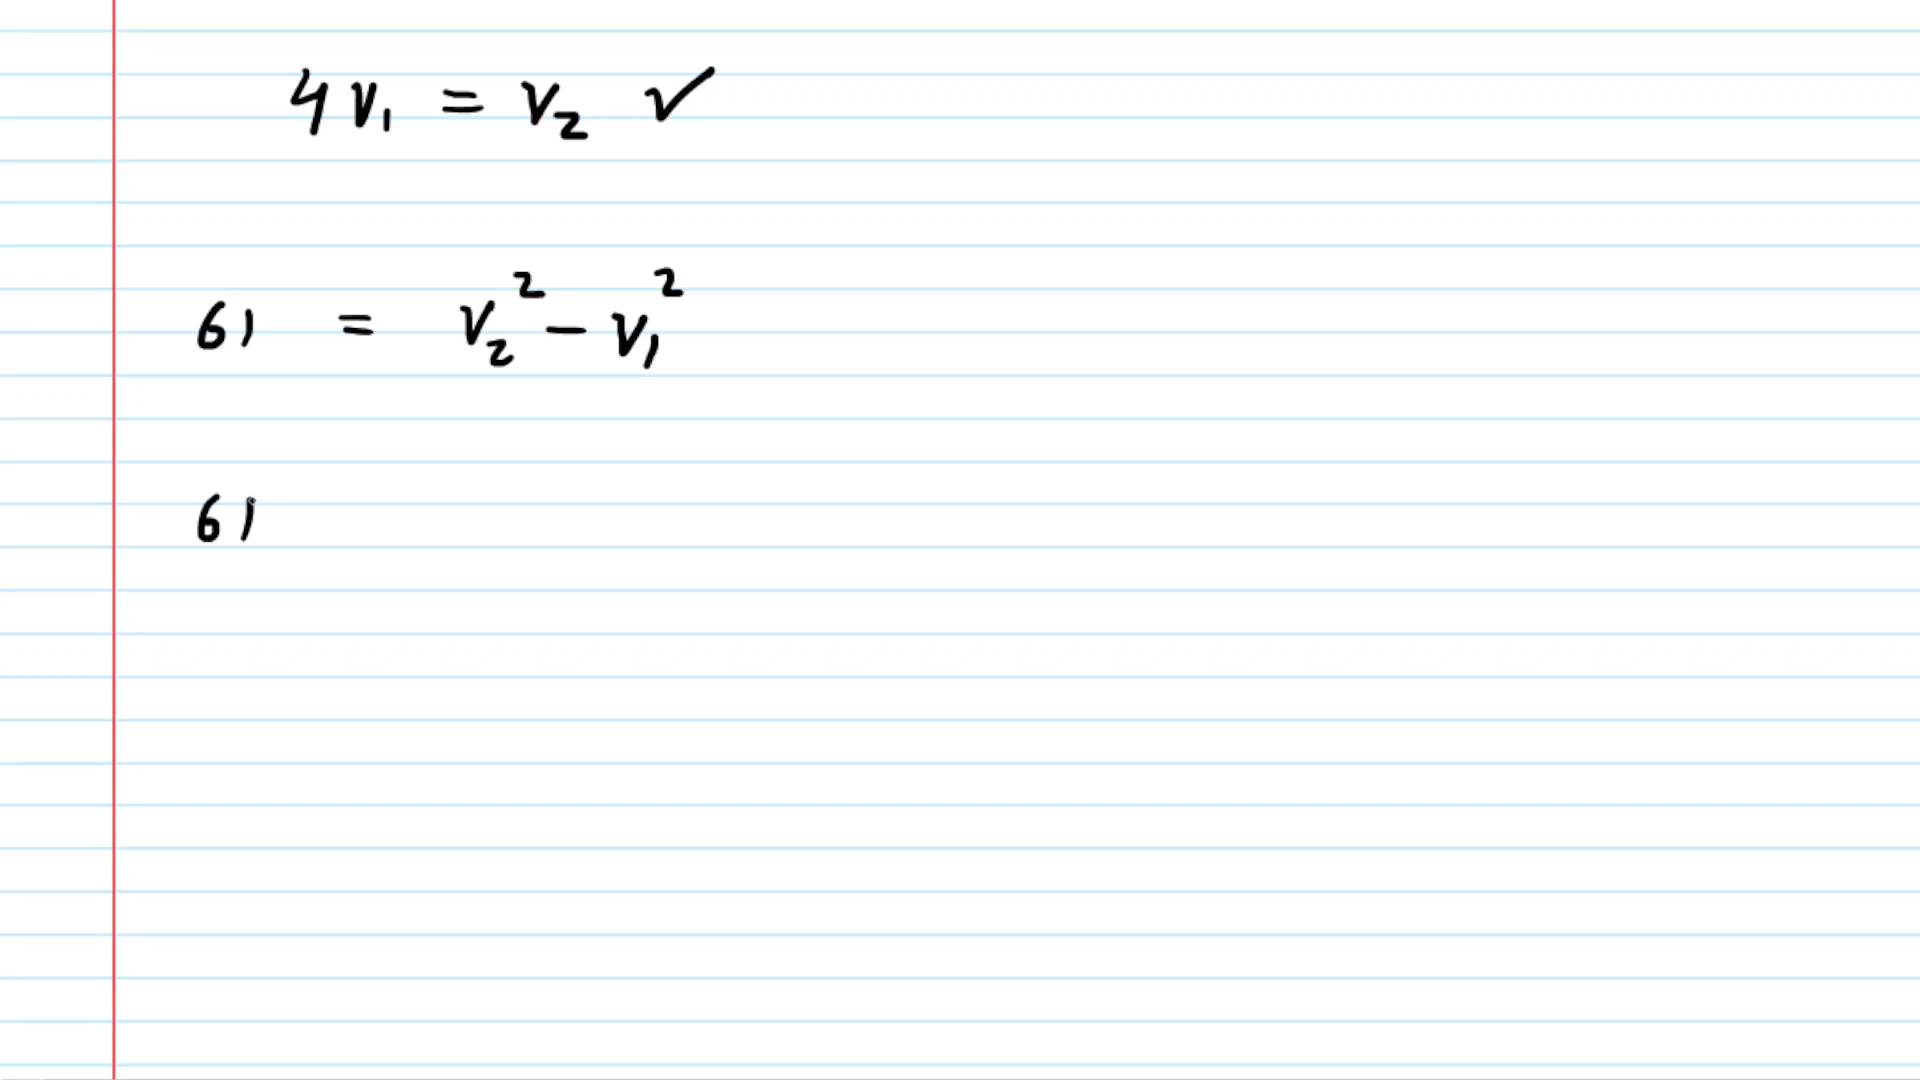 4v₁ = v₂ ✓
61 = v₂² − v₁²
61